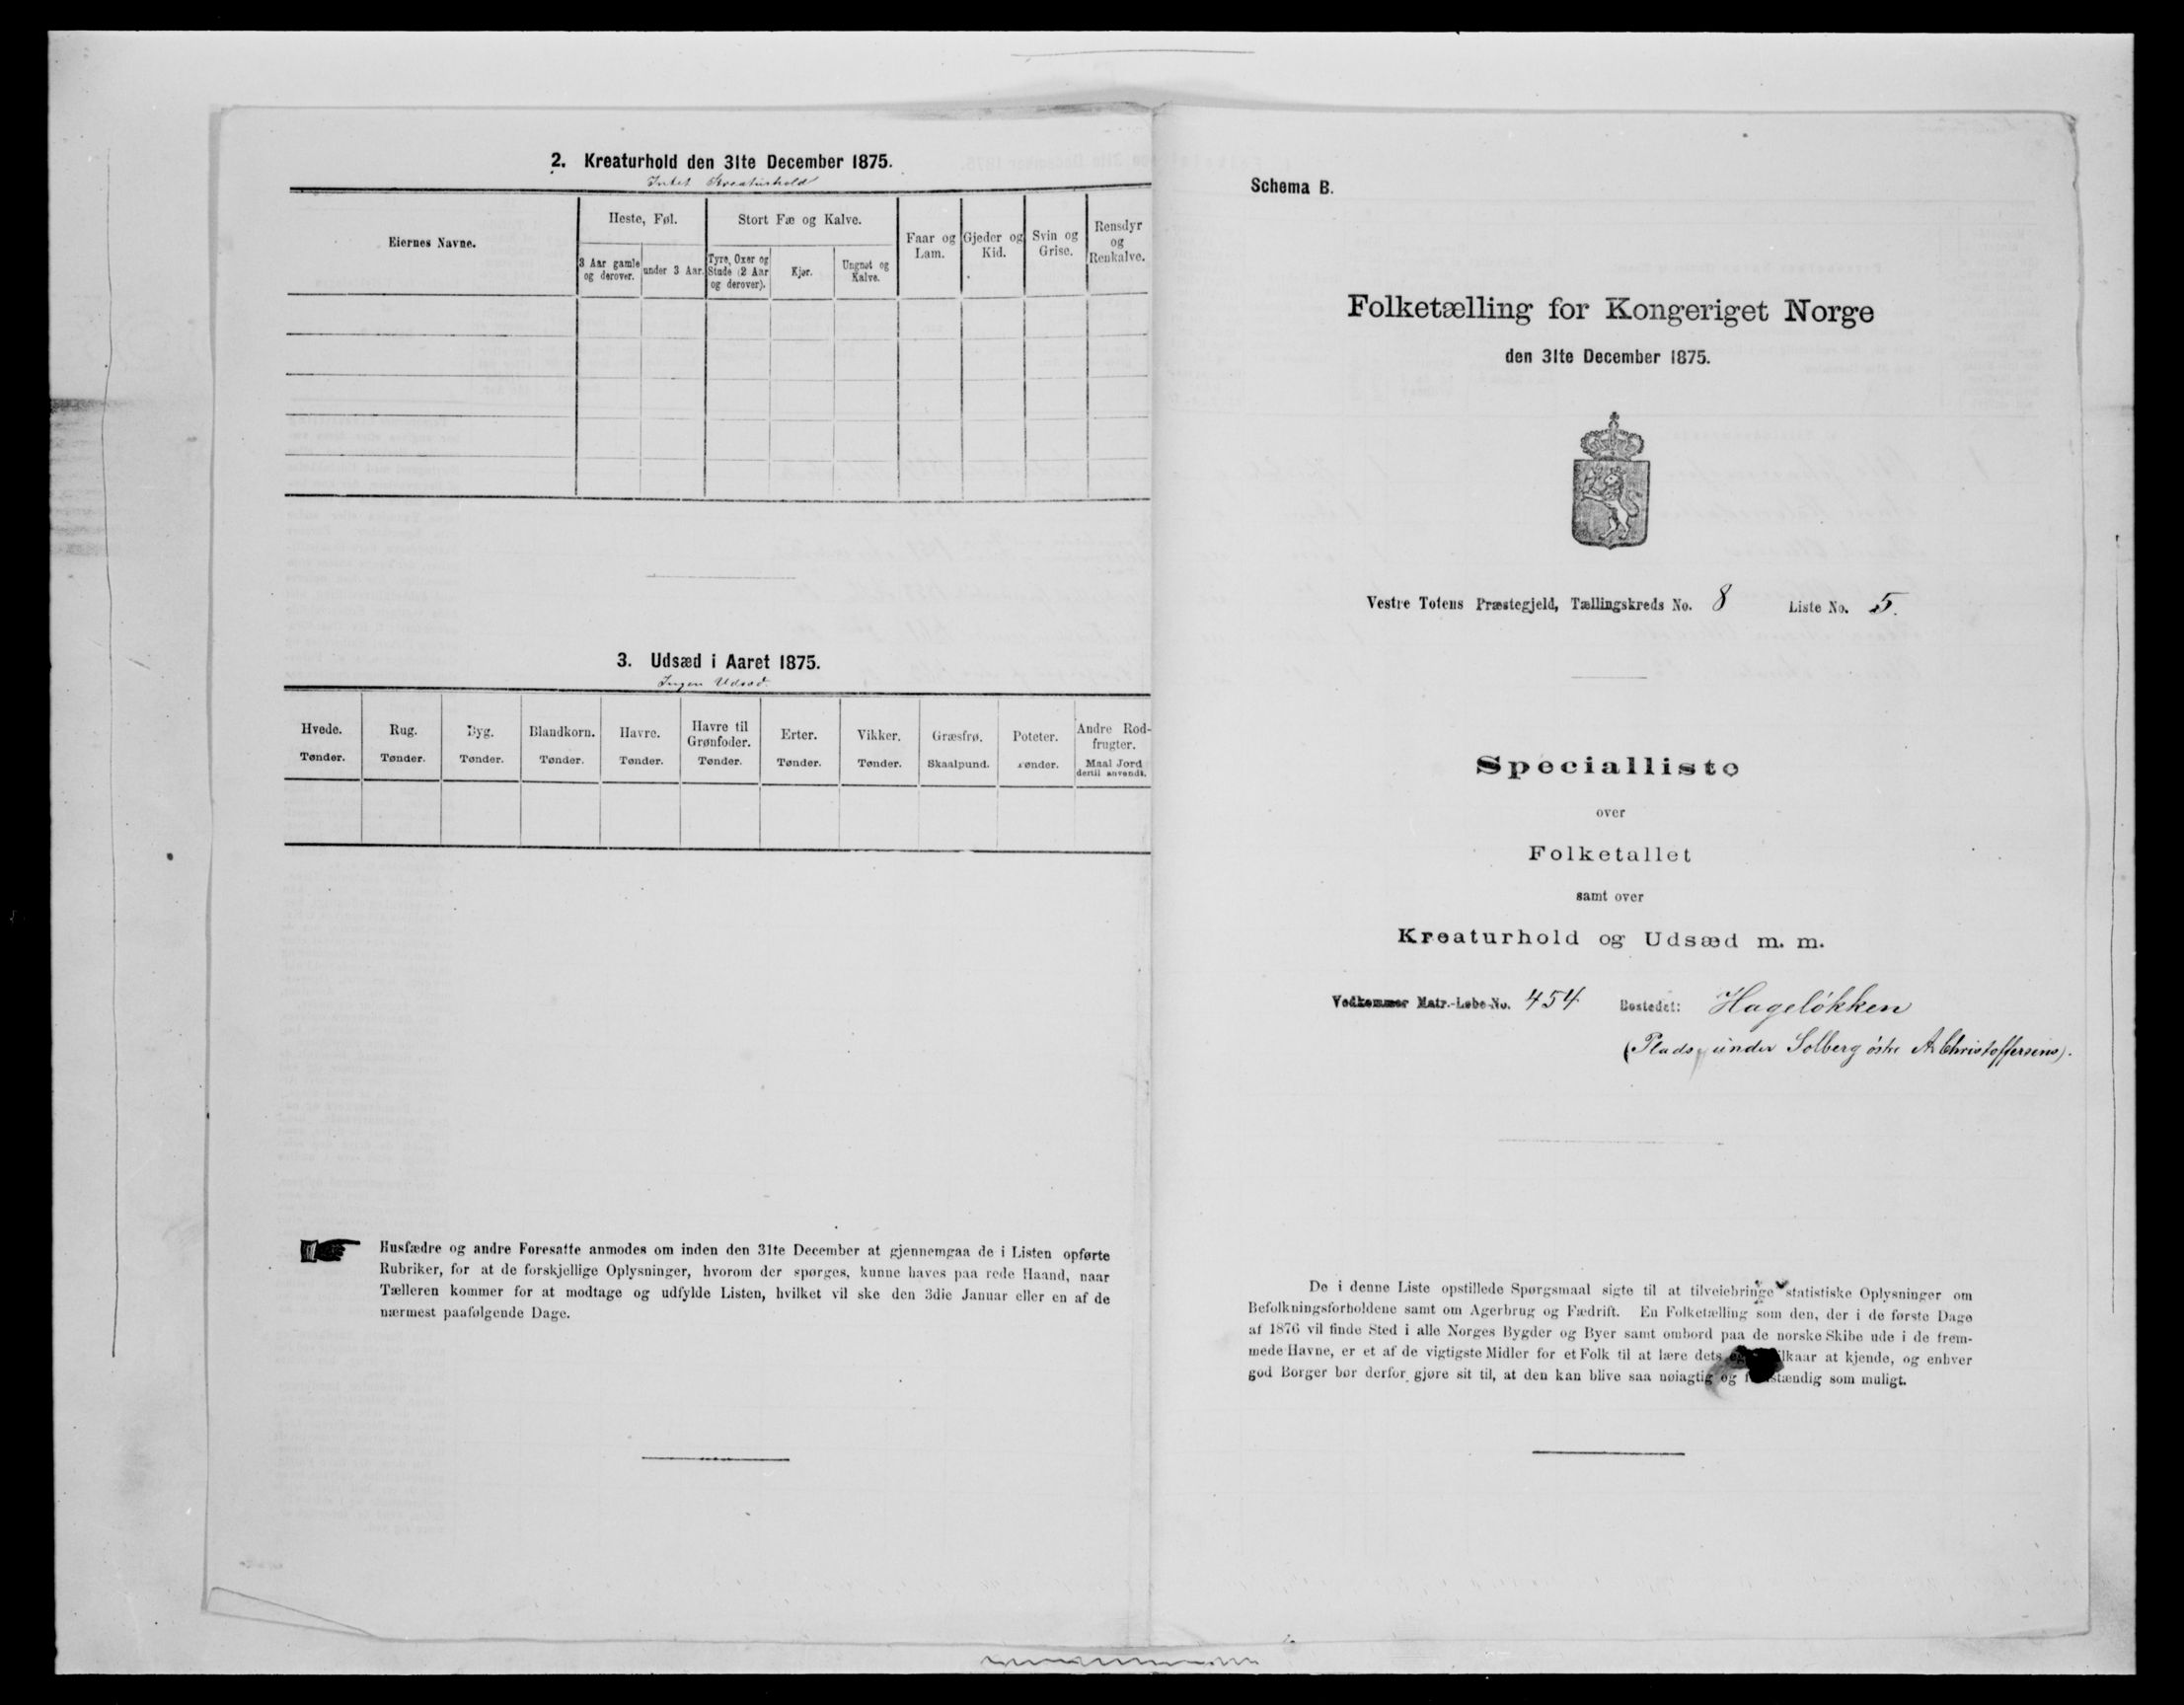 2. Kreaturhold den 31te December 1875.
Intet Kreaturhold
Eiernes Navne.
Heste, Føl.
Stort Fæ og Kalve.
Faar og Lam.
Gjeder og Kid.
Svin og Grise.
Rensdyr og Renkalve.
3 Aar gamle og derover.
under 3 Aar.
Tyre, Oxer og Stude (2 Aar og derover).
Kjør.
Ungnøt og Kalve.
3. Udsæd i Aaret 1875.
Ingen Udsæd.
Hvede.
Rug.
Byg.
Blandkorn.
Havre.
Havre til Grønfoder.
Erter.
Vikker.
Græsfrø.
Poteter.
Andre Rodfrugter.
Tønder.
Tønder.
Tønder.
Tønder.
Tønder.
Tønder.
Tønder.
Tønder.
Skaalpund.
Tønder.
Maal Jord dertil anvendt.
Husfædre og andre Foresatte anmodes om inden den 31te December at gjennemgaa de i Listen opførte
Rubriker, for at de forskjellige Oplysninger, hvorom der spørges, kunne haves paa rede Haand, naar
Tælleren kommer for at modtage og udfylde Listen, hvilket vil ske den 3die Januar eller en af de
nærmest paafølgende Dage.
Schema B.
Folketælling for Kongeriget Norge
den 31te December 1875.
Vestre Totens Præstegjeld, Tællingskreds No. 8 Liste No. 5.
Specialliste
over
Folketallet
samt over
Kreaturhold og Udsæd m. m.
Vedkommer Matr.-Løbe-No. 454 Bostedet: Hageløkken
(Plads under Solberg østre A. Christoffersens).
De i denne Liste opstillede Spørgsmaal sigte til at tilveiebringe statistiske Oplysninger om
Befolkningsforholdene samt om Agerbrug og Fædrift. En Folketælling som den, der i de første Dage
af 1876 vil finde Sted i alle Norges Bygder og Byer samt ombord paa de norske Skibe ude i de frem-
mede Havne, er et af de vigtigste Midler for et Folk til at lære dets ilkaar at kjende, og enhver
god Borger bør derfor gjøre sit til, at den kan blive saa nøiagtig og stændig som muligt.